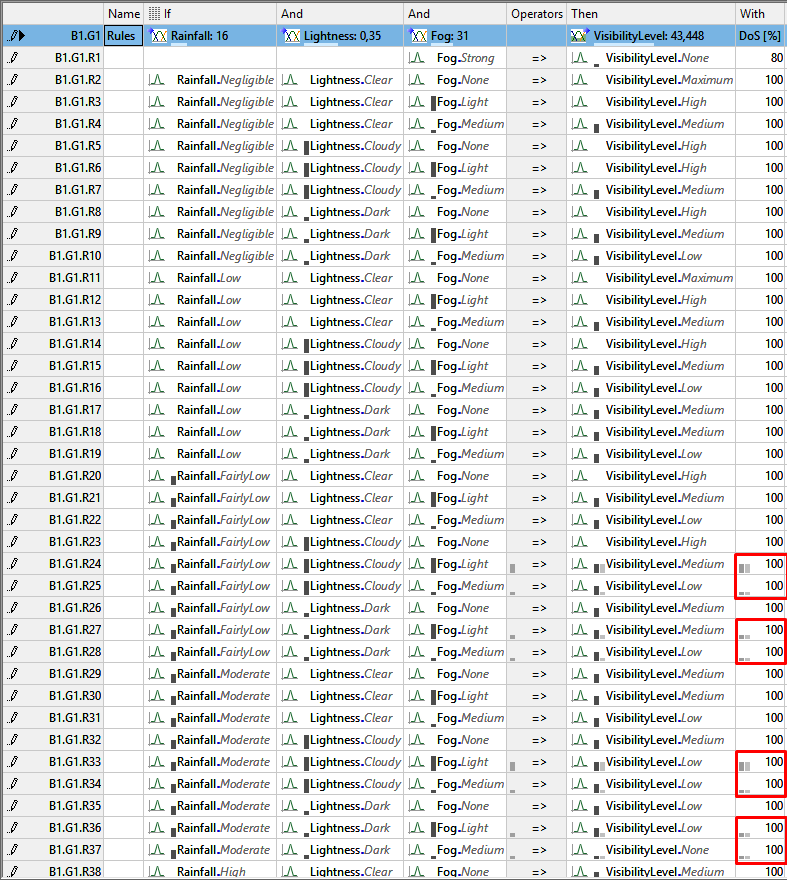 Name If And And Operators Then With
B1.G1 Rules Rainfall: 16 Lightness: 0,35 Fog: 31 VisibilityLevel: 43,448 DoS [%]
B1.G1.R1 Fog.Strong => VisibilityLevel.None 80
B1.G1.R2 Rainfall.Negligible Lightness.Clear Fog.None => VisibilityLevel.Maximum 100
B1.G1.R3 Rainfall.Negligible Lightness.Clear Fog.Light => VisibilityLevel.High 100
B1.G1.R4 Rainfall.Negligible Lightness.Clear Fog.Medium => VisibilityLevel.Medium 100
B1.G1.R5 Rainfall.Negligible Lightness.Cloudy Fog.None => VisibilityLevel.High 100
B1.G1.R6 Rainfall.Negligible Lightness.Cloudy Fog.Light => VisibilityLevel.High 100
B1.G1.R7 Rainfall.Negligible Lightness.Cloudy Fog.Medium => VisibilityLevel.Medium 100
B1.G1.R8 Rainfall.Negligible Lightness.Dark Fog.None => VisibilityLevel.High 100
B1.G1.R9 Rainfall.Negligible Lightness.Dark Fog.Light => VisibilityLevel.Medium 100
B1.G1.R10 Rainfall.Negligible Lightness.Dark Fog.Medium => VisibilityLevel.Low 100
B1.G1.R11 Rainfall.Low Lightness.Clear Fog.None => VisibilityLevel.Maximum 100
B1.G1.R12 Rainfall.Low Lightness.Clear Fog.Light => VisibilityLevel.High 100
B1.G1.R13 Rainfall.Low Lightness.Clear Fog.Medium => VisibilityLevel.Medium 100
B1.G1.R14 Rainfall.Low Lightness.Cloudy Fog.None => VisibilityLevel.High 100
B1.G1.R15 Rainfall.Low Lightness.Cloudy Fog.Light => VisibilityLevel.Medium 100
B1.G1.R16 Rainfall.Low Lightness.Cloudy Fog.Medium => VisibilityLevel.Low 100
B1.G1.R17 Rainfall.Low Lightness.Dark Fog.None => VisibilityLevel.Medium 100
B1.G1.R18 Rainfall.Low Lightness.Dark Fog.Light => VisibilityLevel.Medium 100
B1.G1.R19 Rainfall.Low Lightness.Dark Fog.Medium => VisibilityLevel.Low 100
B1.G1.R20 Rainfall.FairlyLow Lightness.Clear Fog.None => VisibilityLevel.High 100
B1.G1.R21 Rainfall.FairlyLow Lightness.Clear Fog.Light => VisibilityLevel.Medium 100
B1.G1.R22 Rainfall.FairlyLow Lightness.Clear Fog.Medium => VisibilityLevel.Low 100
B1.G1.R23 Rainfall.FairlyLow Lightness.Cloudy Fog.None => VisibilityLevel.High 100
B1.G1.R24 Rainfall.FairlyLow Lightness.Cloudy Fog.Light => VisibilityLevel.Medium 100
B1.G1.R25 Rainfall.FairlyLow Lightness.Cloudy Fog.Medium => VisibilityLevel.Low 100
B1.G1.R26 Rainfall.FairlyLow Lightness.Dark Fog.None => VisibilityLevel.Medium 100
B1.G1.R27 Rainfall.FairlyLow Lightness.Dark Fog.Light => VisibilityLevel.Medium 100
B1.G1.R28 Rainfall.FairlyLow Lightness.Dark Fog.Medium => VisibilityLevel.Low 100
B1.G1.R29 Rainfall.Moderate Lightness.Clear Fog.None => VisibilityLevel.Medium 100
B1.G1.R30 Rainfall.Moderate Lightness.Clear Fog.Light => VisibilityLevel.Medium 100
B1.G1.R31 Rainfall.Moderate Lightness.Clear Fog.Medium => VisibilityLevel.Low 100
B1.G1.R32 Rainfall.Moderate Lightness.Cloudy Fog.None => VisibilityLevel.Medium 100
B1.G1.R33 Rainfall.Moderate Lightness.Cloudy Fog.Light => VisibilityLevel.Low 100
B1.G1.R34 Rainfall.Moderate Lightness.Cloudy Fog.Medium => VisibilityLevel.Low 100
B1.G1.R35 Rainfall.Moderate Lightness.Dark Fog.None => VisibilityLevel.Low 100
B1.G1.R36 Rainfall.Moderate Lightness.Dark Fog.Light => VisibilityLevel.Low 100
B1.G1.R37 Rainfall.Moderate Lightness.Dark Fog.Medium => VisibilityLevel.None 100
B1.G1.R38 Rainfall.High Lightness.Clear Fog.None => VisibilityLevel.Low 100